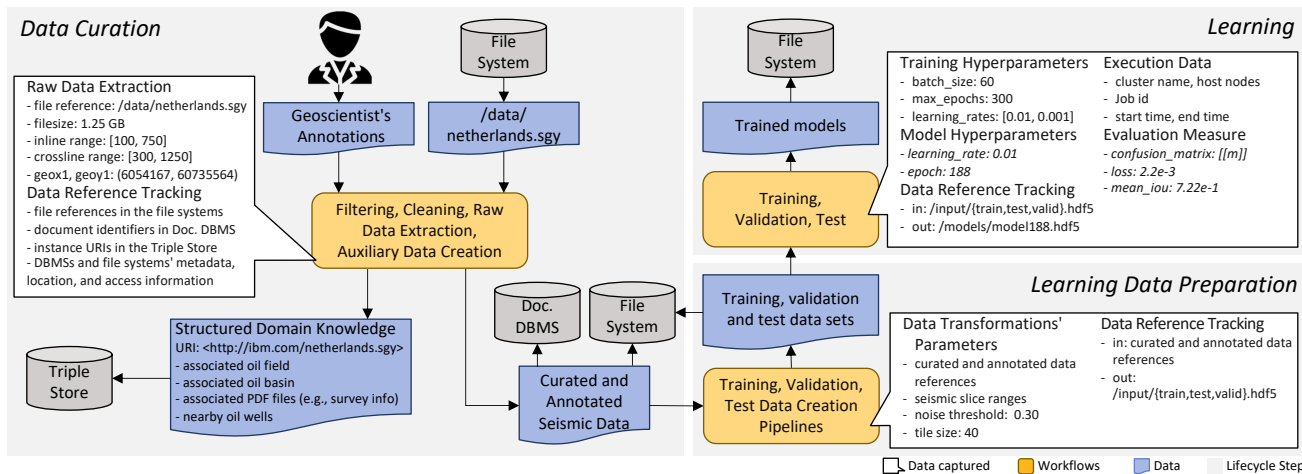 Data Curation
File
System
Geoscientist's
Annotations
/data/
netherlands.sgy
Raw Data Extraction
- file reference: /data/netherlands.sgy
- filesize: 1.25 GB
- inline range: [100, 750]
- crossline range: [300, 1250]
- geox1, geoy1: (6054167, 60735564)
Data Reference Tracking
- file references in the file systems
- document identifiers in Doc. DBMS
- instance URIs in the Triple Store
- DBMSs and file systems' metadata,
location, and access information
Filtering, Cleaning, Raw
Data Extraction,
Auxiliary Data Creation
Structured Domain Knowledge
URI: <http://ibm.com/netherlands.sgy>
- associated oil field
- associated oil basin
- associated PDF files (e.g., survey info)
- nearby oil wells
Triple
Store
Doc.
DBMS
File
System
Curated and
Annotated
Seismic Data
Learning
File
System
Trained models
Training,
Validation, Test
Training Hyperparameters
- batch_size: 60
- max_epochs: 300
- learning_rates: [0.01, 0.001]
Model Hyperparameters
- learning_rate: 0.01
- epoch: 188
Data Reference Tracking
- in: /input/{train,test,valid}.hdf5
- out: /models/model188.hdf5
Execution Data
- cluster name, host nodes
- Job id
- start time, end time
Evaluation Measure
- confusion_matrix: [[m]]
- loss: 2.2e-3
- mean_iou: 7.22e-1
Learning Data Preparation
Training, validation
and test data sets
Training, Validation,
Test Data Creation
Pipelines
Data Transformations'
Parameters
- curated and annotated data
references
- seismic slice ranges
- noise threshold: 0.30
- tile size: 40
Data Reference Tracking
- in: curated and annotated data
references
- out:
/input/{train,test,valid}.hdf5
Data captured
Workflows
Data
Lifecycle Step